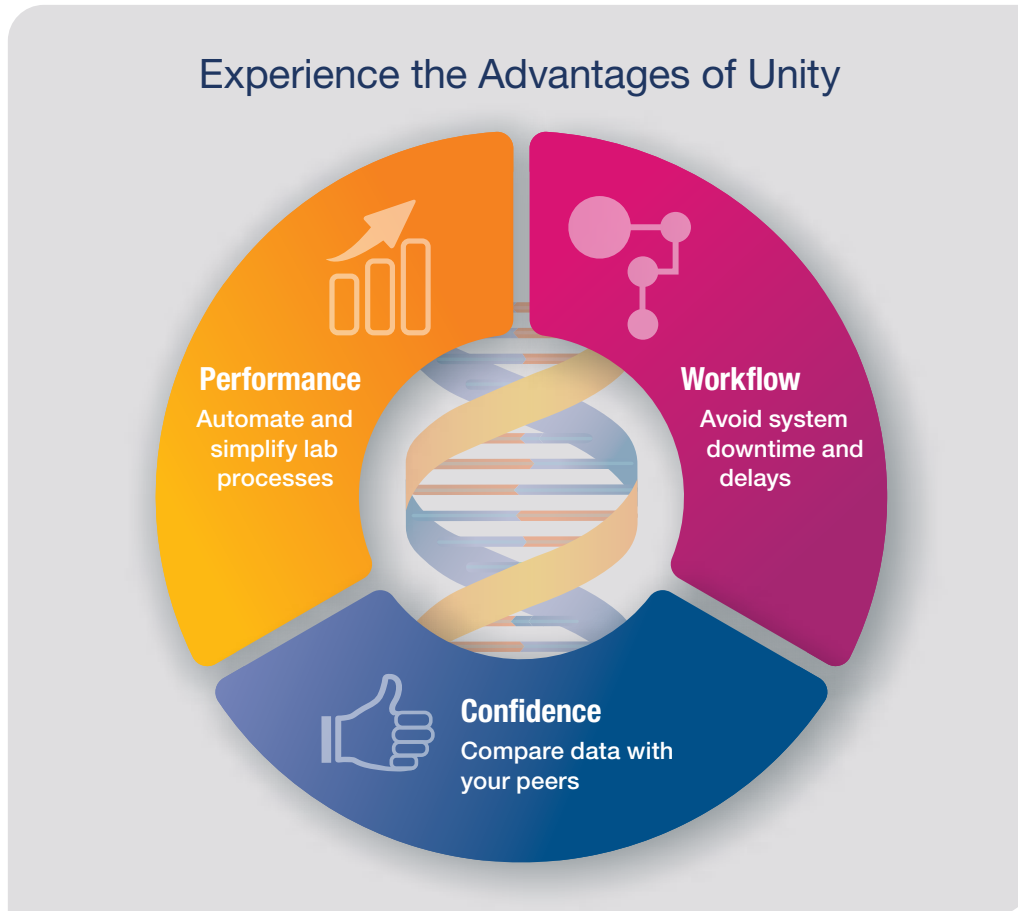 Experience the Advantages of Unity
Performance
Automate and
simplify lab
processes
Workflow
Avoid system
downtime and
delays
Confidence
Compare data with
your peers